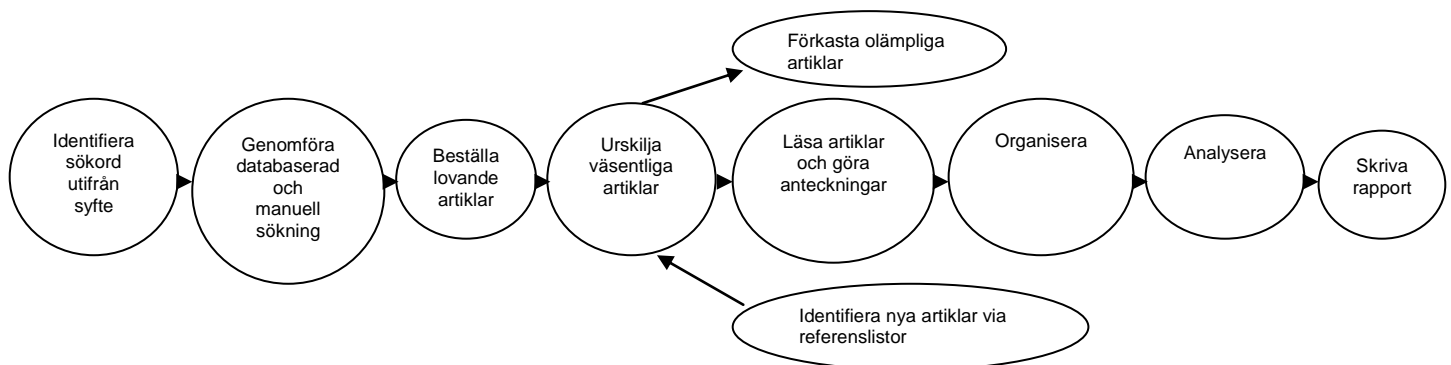 Förkasta olämpliga
artiklar
Identifiera
sökord
utifrån
syfte
Genomföra
databaserad
och
manuell
sökning
Beställa
lovande
artiklar
Urskilja
väsentliga
artiklar
Läsa artiklar
och göra
anteckningar
Organisera
Analysera
Skriva
rapport
Identifiera nya artiklar via
referenslistor